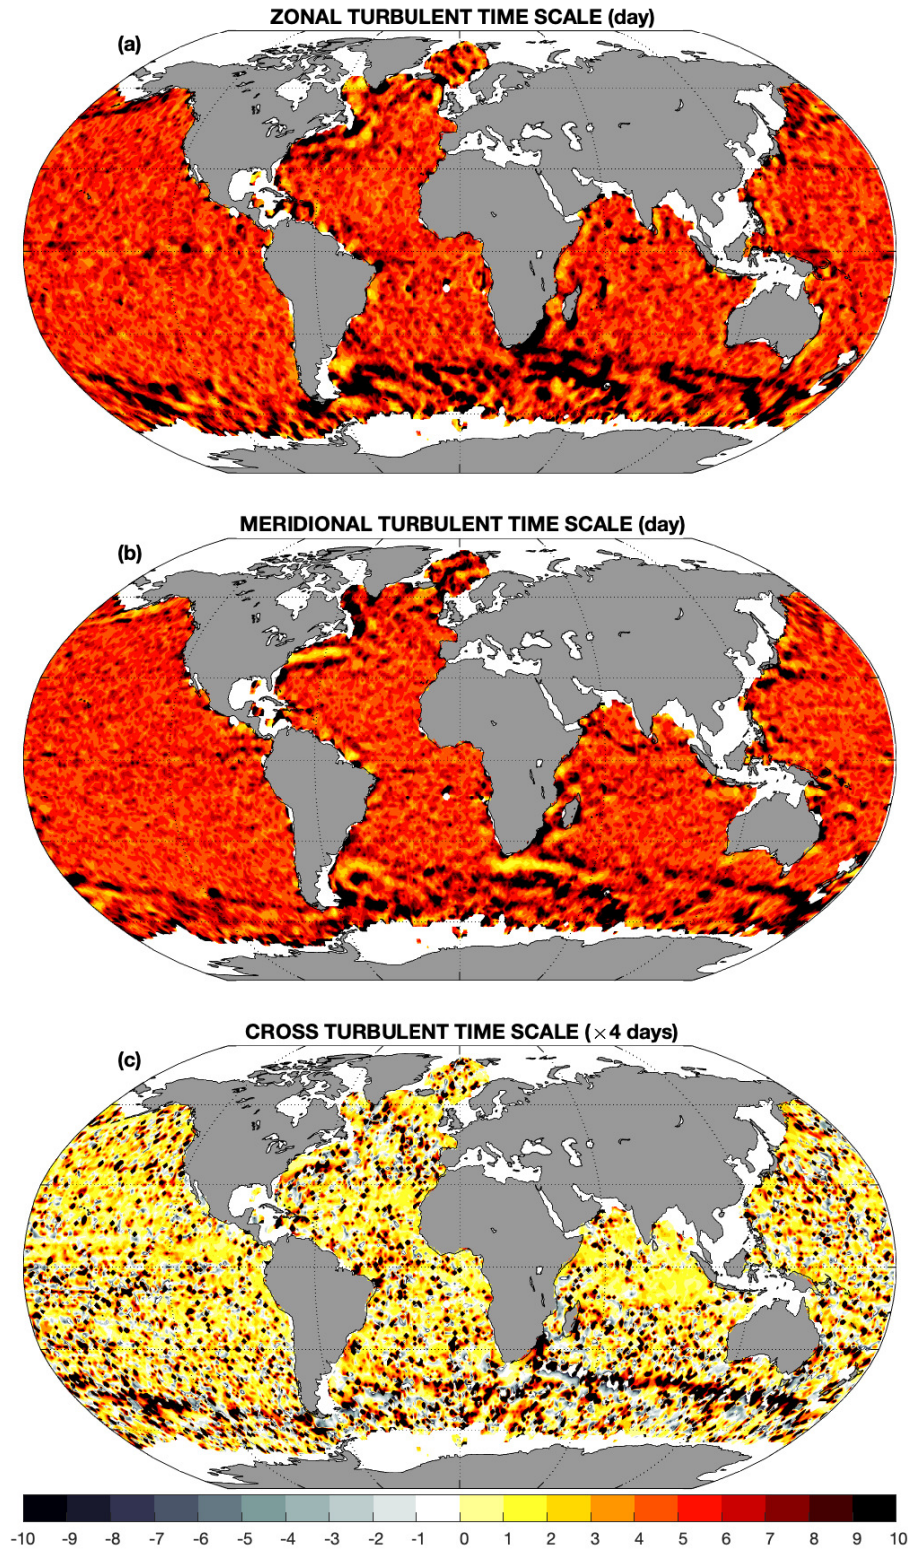 ZONAL TURBULENT TIME SCALE (day)
(a)
MERIDIONAL TURBULENT TIME SCALE (day)
(b)
CROSS TURBULENT TIME SCALE (×4 days)
(c)
-10 -9 -8 -7 -6 -5 -4 -3 -2 -1 0 1 2 3 4 5 6 7 8 9 10